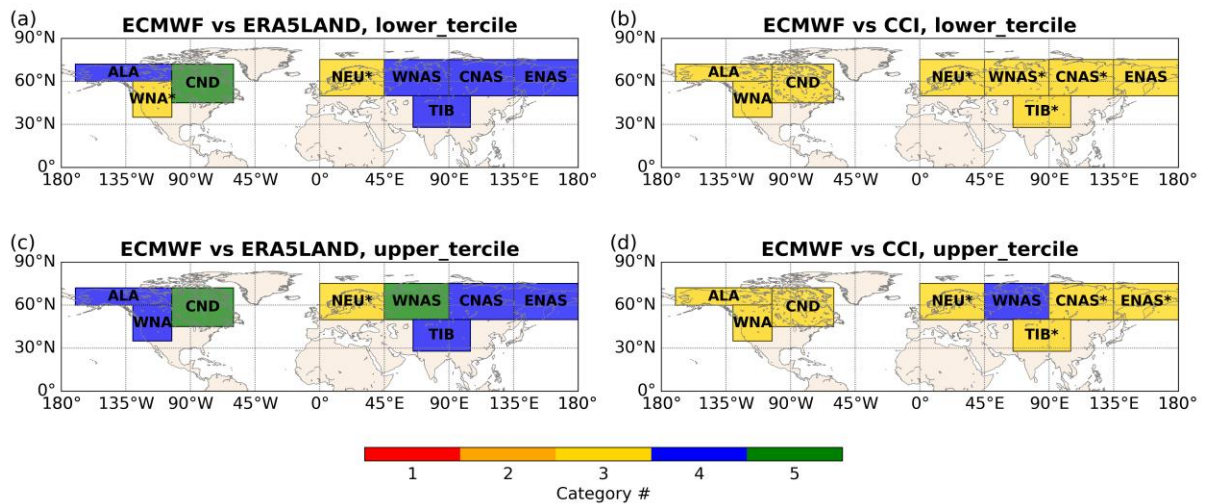 (a) ECMWF vs ERA5LAND, lower_tercile
90°N
60°N
30°N
0°
ALA WNA* CND NEU* WNAS CNAS ENAS TIB
180° 135°W 90°W 45°W 0° 45°E 90°E 135°E 180°
(b) ECMWF vs CCI, lower_tercile
90°N
60°N
30°N
0°
ALA WNA CND NEU* WNAS* CNAS* ENAS TIB*
180° 135°W 90°W 45°W 0° 45°E 90°E 135°E 180°
(c) ECMWF vs ERA5LAND, upper_tercile
90°N
60°N
30°N
0°
ALA WNA CND NEU* WNAS CNAS ENAS TIB
180° 135°W 90°W 45°W 0° 45°E 90°E 135°E 180°
(d) ECMWF vs CCI, upper_tercile
90°N
60°N
30°N
0°
ALA WNA CND NEU* WNAS CNAS* ENAS* TIB*
180° 135°W 90°W 45°W 0° 45°E 90°E 135°E 180°
1 2 3 4 5
Category #